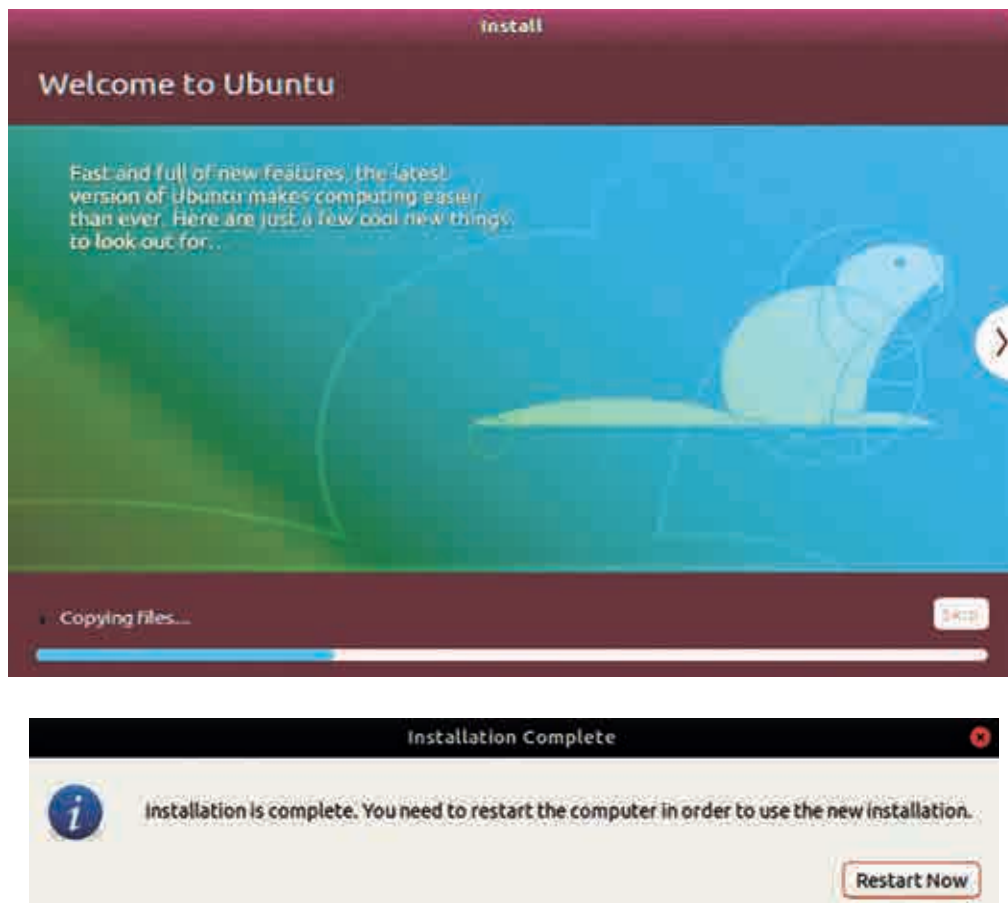 Install
Welcome to Ubuntu
Fast and full of new features, the latest
version of Ubuntu makes computing easier
than ever. Here are just a few cool new things
to look out for...
Copying files...
Skip
Installation Complete
Installation is complete. You need to restart the computer in order to use the new installation.
Restart Now